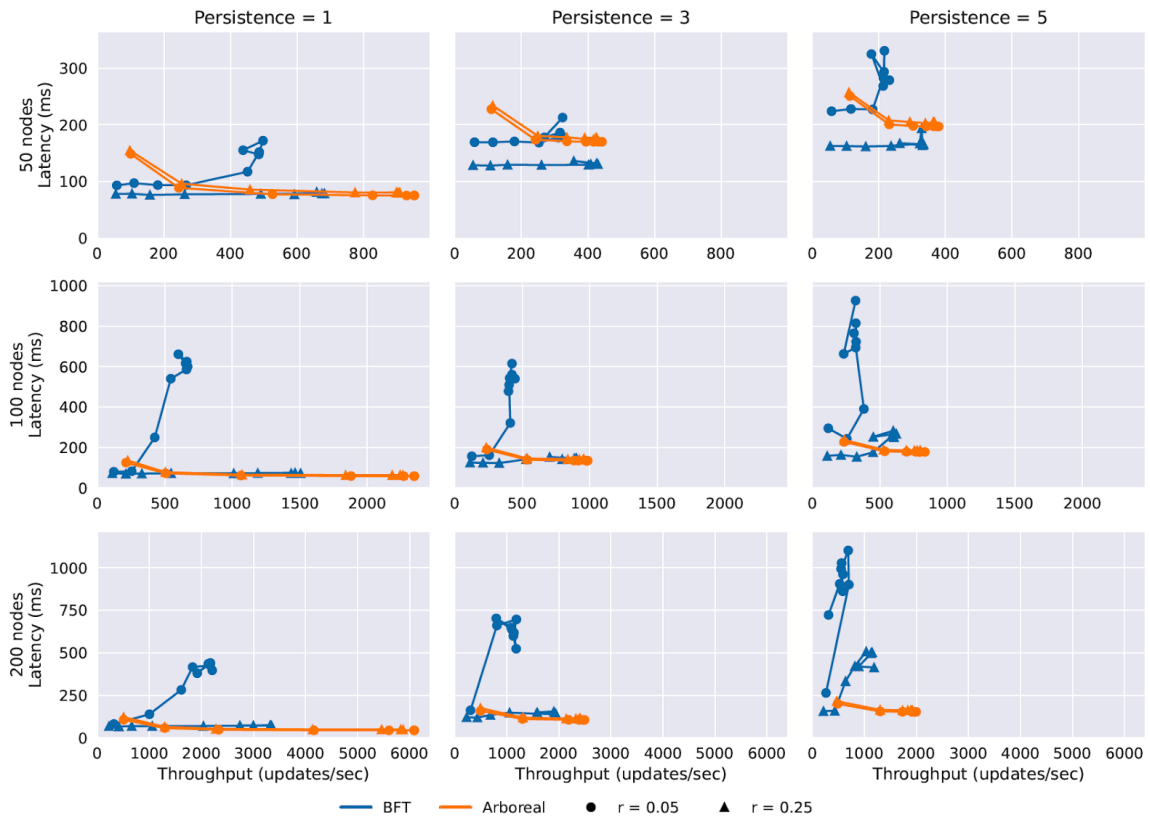 Persistence = 1 Persistence = 3 Persistence = 5
50 nodes
Latency (ms)
300
200
100
0
0 200 400 600 800 0 200 400 600 800 0 200 400 600 800
100 nodes
Latency (ms)
1000
800
600
400
200
0
0 500 1000 1500 2000 0 500 1000 1500 2000 0 500 1000 1500 2000
200 nodes
Latency (ms)
1000
750
500
250
0
0 1000 2000 3000 4000 5000 6000 0 1000 2000 3000 4000 5000 6000 0 1000 2000 3000 4000 5000 6000
Throughput (updates/sec) Throughput (updates/sec) Throughput (updates/sec)
BFT Arboreal r = 0.05 r = 0.25